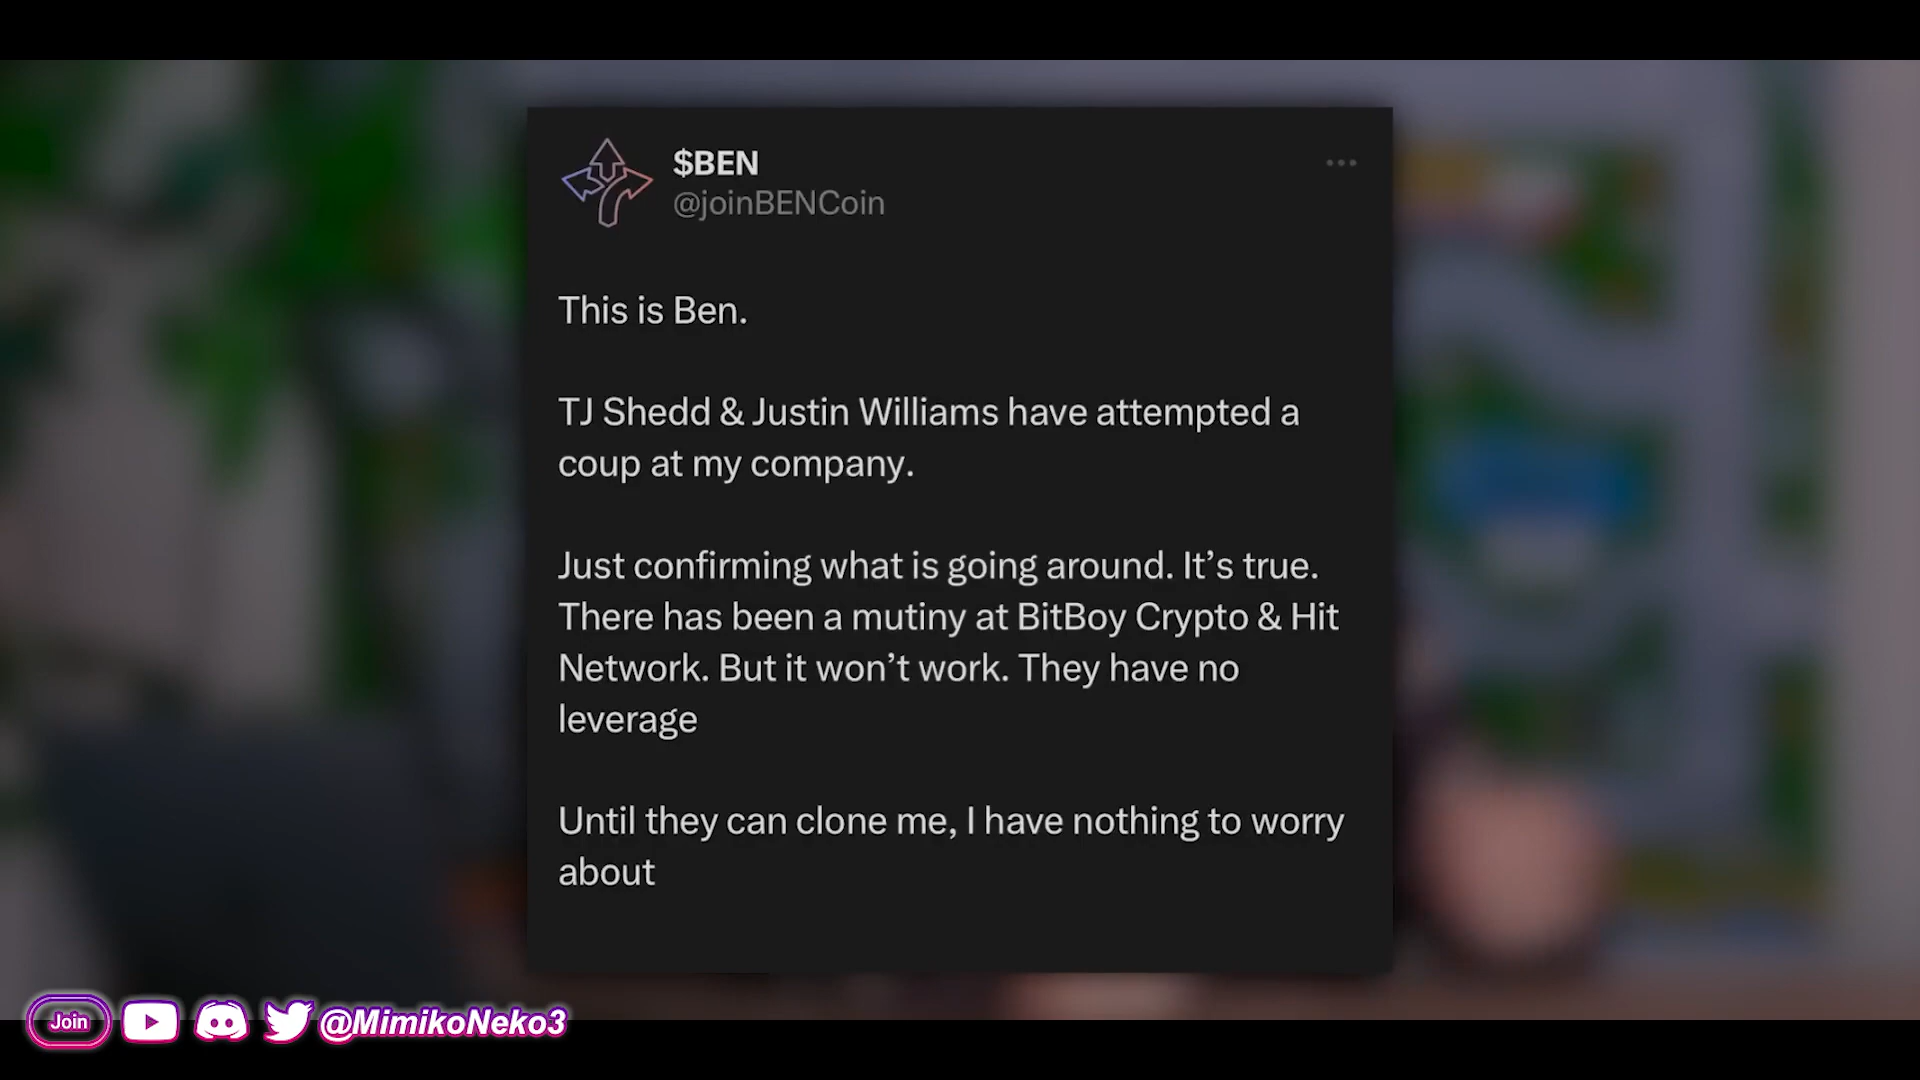 $BEN
@joinBENCoin
This is Ben.
TJ Shedd & Justin Williams have attempted a
coup at my company.
Just confirming what is going around. It’s true.
There has been a mutiny at BitBoy Crypto & Hit
Network. But it won’t work. They have no
leverage
Until they can clone me, I have nothing to worry
about
Join @MimikoNeko3